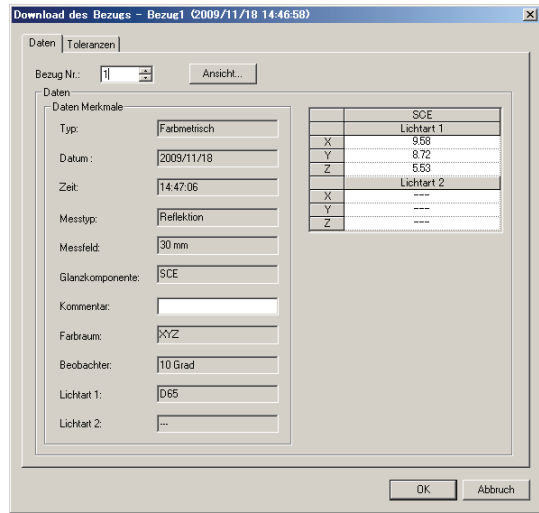 Download des Bezugs - Bezug1 (2009/11/18 14:46:58)
Daten Toleranzen
Bezug Nr.: 1 Ansicht...
Daten
Daten Merkmale
Typ: Farbmetrisch
Datum : 2009/11/18
Zeit: 14:47:06
Messtyp: Reflektion
Messfeld: 30 mm
Glanzkomponente: SCE
Kommentar:
Farbraum: XYZ
Beobachter: 10 Grad
Lichtart 1: D65
Lichtart 2: ---
SCE
Lichtart 1
X 9.58
Y 8.72
Z 5.53
Lichtart 2
X ---
Y ---
Z ---
OK Abbruch